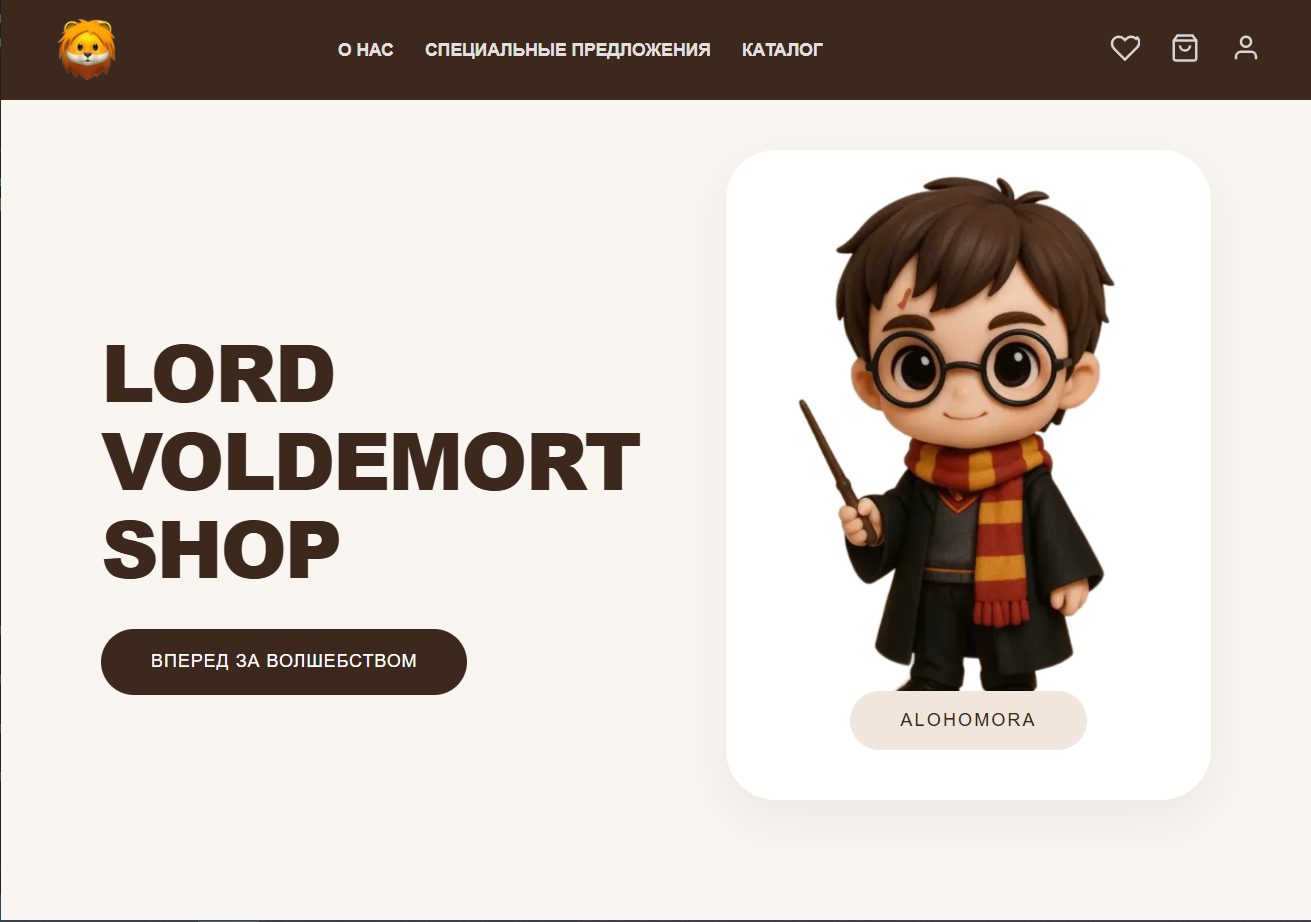 О НАС СПЕЦИАЛЬНЫЕ ПРЕДЛОЖЕНИЯ КАТАЛОГ
LORD
VOLDEMORT
SHOP
ВПЕРЕД ЗА ВОЛШЕБСТВОМ
ALOHOMORA